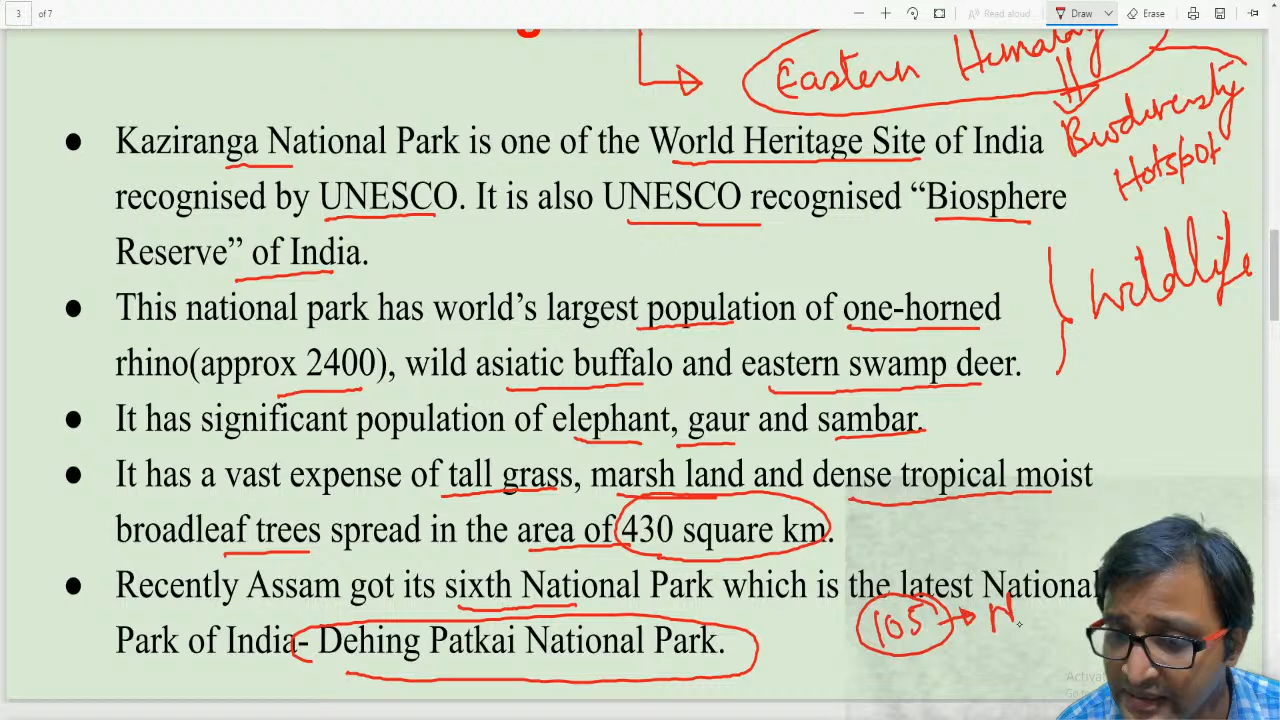 3 of 7
Read aloud
Draw
Erase
Eastern Himalay
Biodiversity
Hotspot
● Kaziranga National Park is one of the World Heritage Site of India
recognised by UNESCO. It is also UNESCO recognised “Biosphere
Reserve” of India.
wildlife
● This national park has world’s largest population of one-horned
rhino(approx 2400), wild asiatic buffalo and eastern swamp deer.
● It has significant population of elephant, gaur and sambar.
● It has a vast expense of tall grass, marsh land and dense tropical moist
broadleaf trees spread in the area of 430 square km.
● Recently Assam got its sixth National Park which is the latest National
Park of India- Dehing Patkai National Park.
105 → N